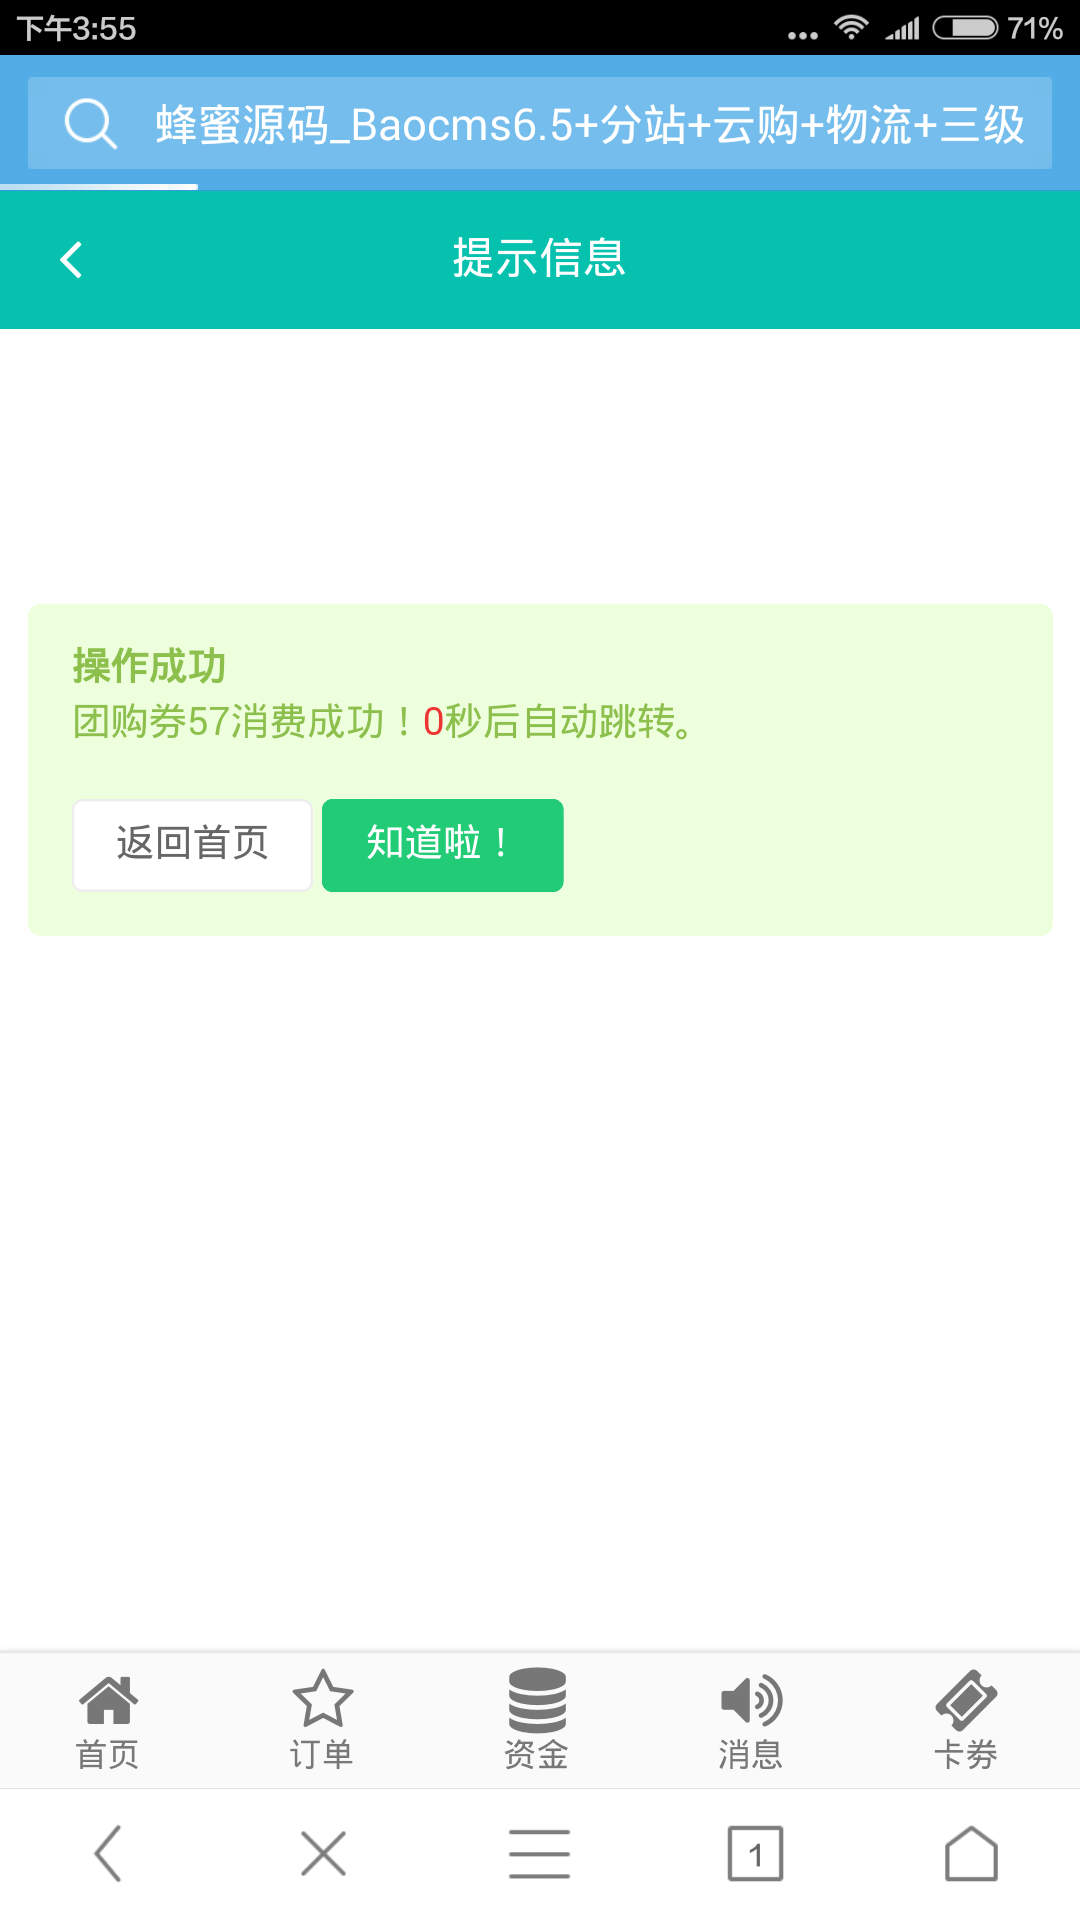 下午3:55
71%
蜂蜜源码_Baocms6.5+分站+云购+物流+三级
提示信息
操作成功
团购券57消费成功！0秒后自动跳转。
返回首页
知道啦！
首页
订单
资金
消息
卡劵
1